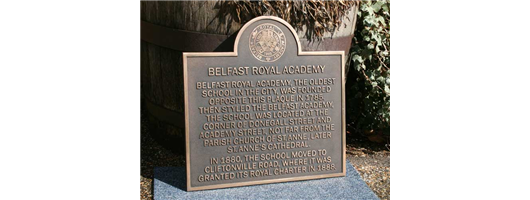 BELFAST ROYAL ACADEMY
BELFAST ROYAL ACADEMY, THE OLDEST
SCHOOL IN THE CITY, WAS FOUNDED
OPPOSITE THIS PLAQUE IN 1785.
THEN STYLED THE BELFAST ACADEMY,
THE SCHOOL WAS LOCATED AT THE
CORNER OF DONEGALL STREET AND
ACADEMY STREET, NOT FAR FROM THE
PARISH CHURCH OF ST. ANNE, LATER
ST. ANNE'S CATHEDRAL.
IN 1880, THE SCHOOL MOVED TO
CLIFTONVILLE ROAD, WHERE IT WAS
GRANTED ITS ROYAL CHARTER IN 1888.